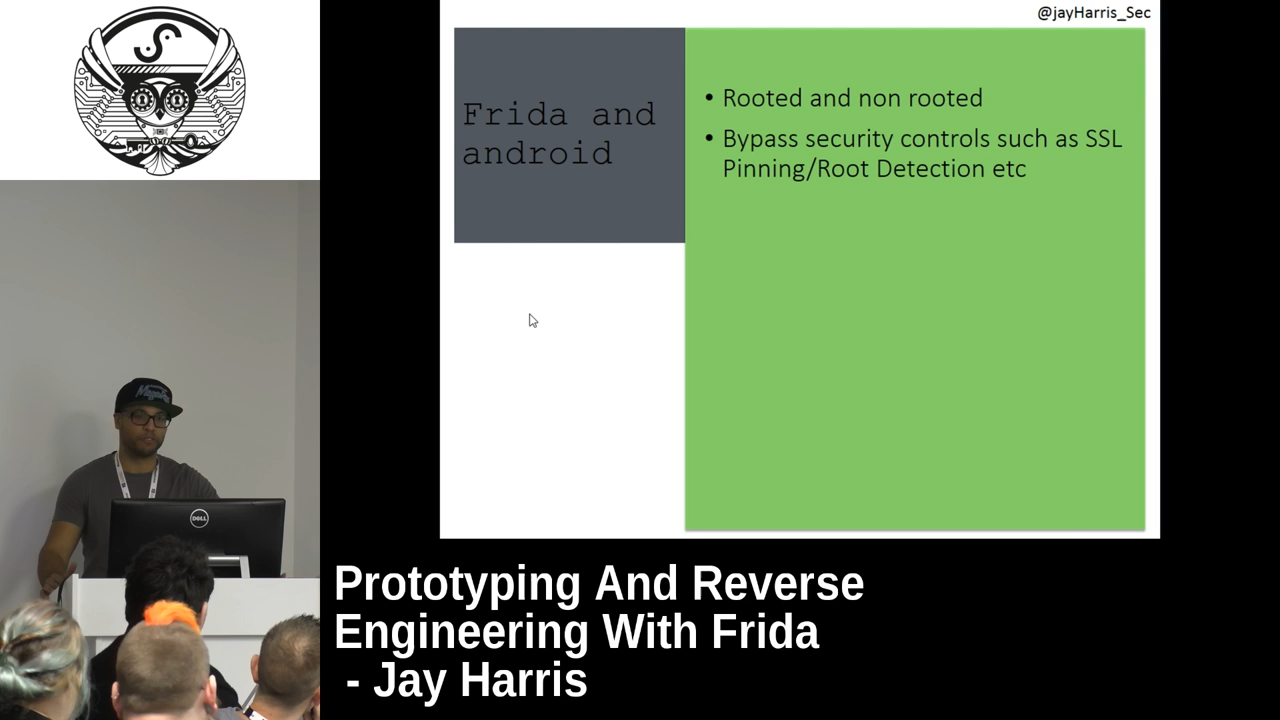 @jayHarris_Sec
Frida and
android
• Rooted and non rooted
• Bypass security controls such as SSL
Pinning/Root Detection etc
DELL
Prototyping And Reverse
Engineering With Frida
- Jay Harris